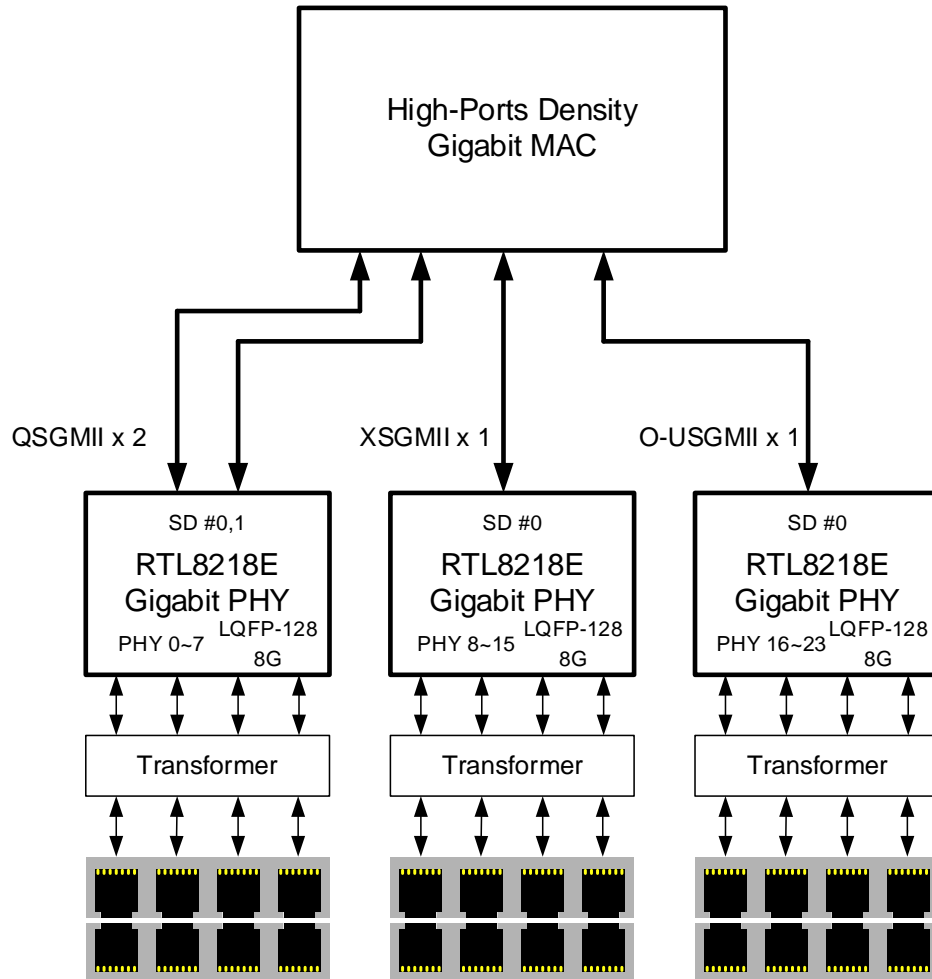 High-Ports Density
Gigabit MAC
QSGMII x 2
XSGMII x 1
O-USGMII x 1
SD #0,1
RTL8218E
Gigabit PHY
PHY 0~7
LQFP-128
8G
SD #0
RTL8218E
Gigabit PHY
PHY 8~15
LQFP-128
8G
SD #0
RTL8218E
Gigabit PHY
PHY 16~23
LQFP-128
8G
Transformer
Transformer
Transformer